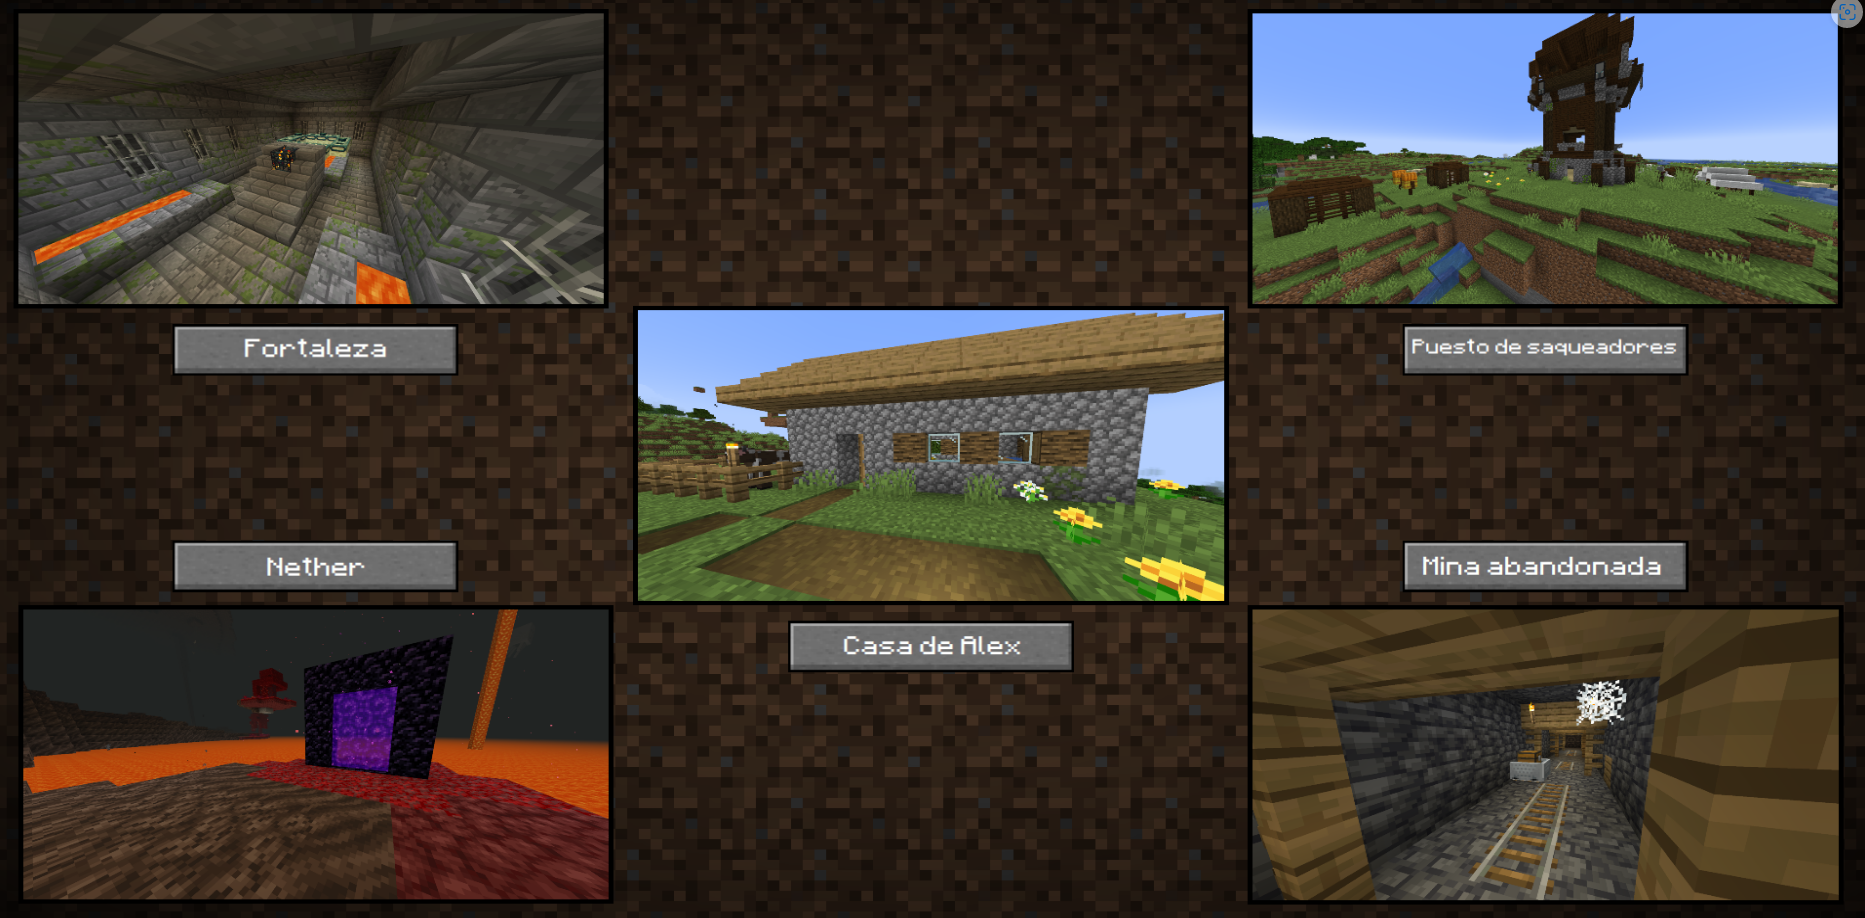 Fortaleza
Puesto de saqueadores
Nether
Mina abandonada
Casa de Alex